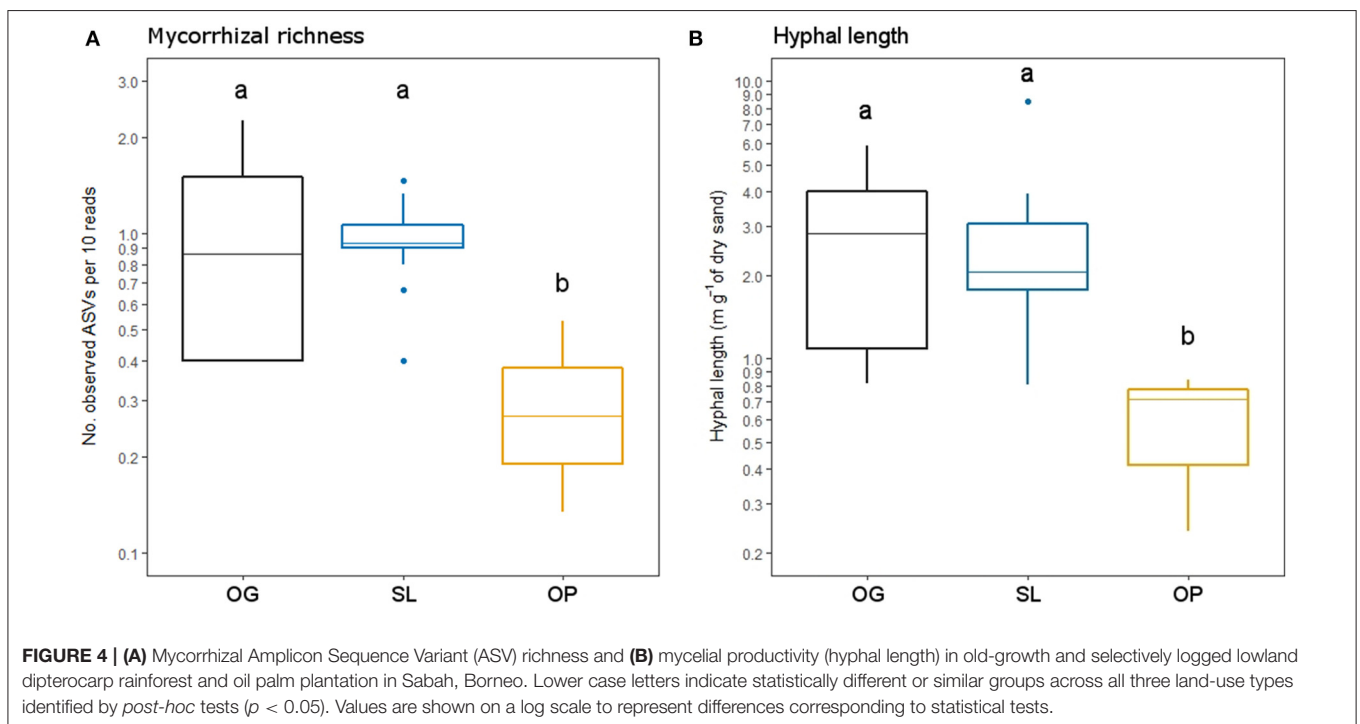 A Mycorrhizal richness
No. observed ASVs per 10 reads
3.0
2.0
1.0
0.9
0.8
0.7
0.6
0.5
0.4
0.3
0.2
0.1
a
a
b
OG SL OP
B Hyphal length
Hyphal length (m g⁻¹ of dry sand)
10.0
9.0
8.0
7.0
6.0
5.0
4.0
3.0
2.0
1.0
0.9
0.8
0.7
0.6
0.5
0.4
0.3
0.2
a
a
b
OG SL OP
FIGURE 4 | (A) Mycorrhizal Amplicon Sequence Variant (ASV) richness and (B) mycelial productivity (hyphal length) in old-growth and selectively logged lowland
dipterocarp rainforest and oil palm plantation in Sabah, Borneo. Lower case letters indicate statistically different or similar groups across all three land-use types
identified by post-hoc tests (p < 0.05). Values are shown on a log scale to represent differences corresponding to statistical tests.